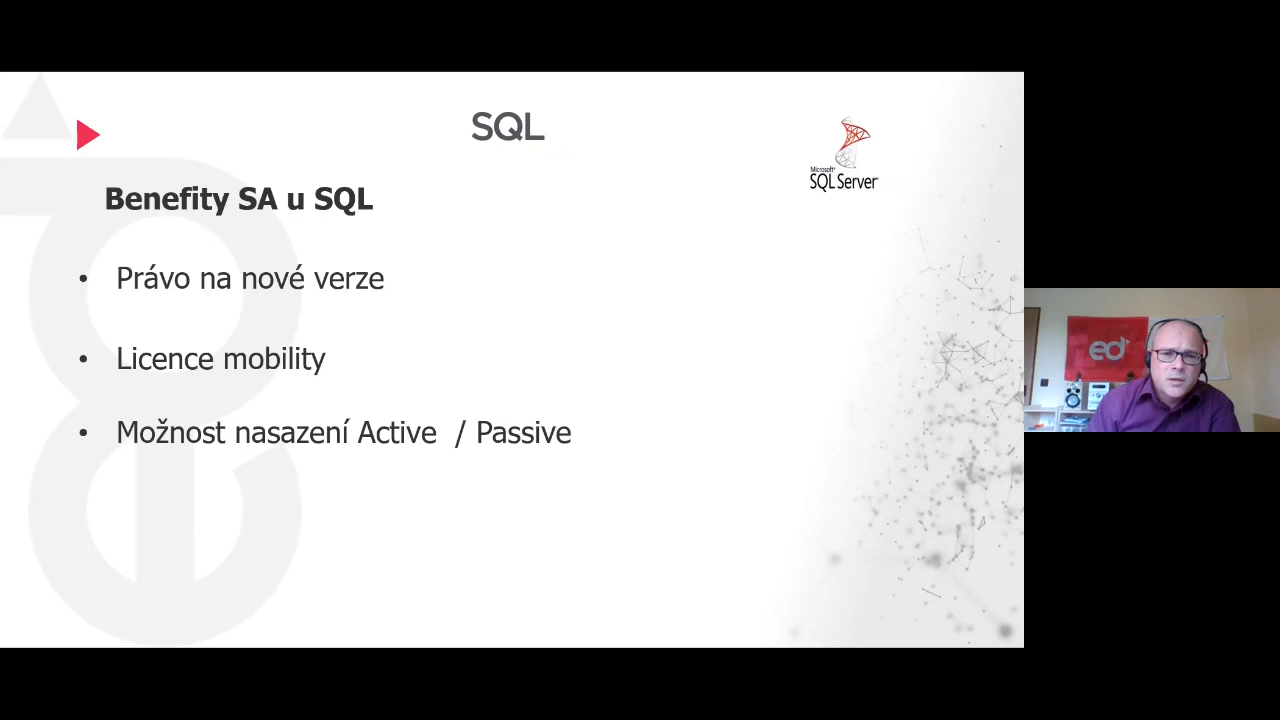 SQL
Microsoft®
SQL Server
Benefity SA u SQL
• Právo na nové verze
• Licence mobility
• Možnost nasazení Active / Passive
ed